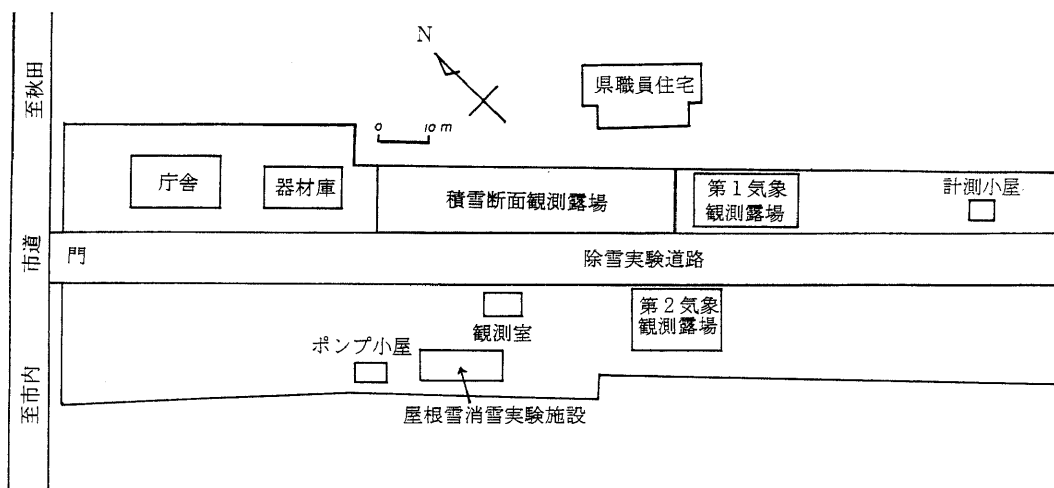 N
県職員住宅
至秋田
0 10m
庁舎
器材庫
積雪断面観測露場
第1気象
観測露場
計測小屋
市道
門
除雪実験道路
第2気象
観測露場
観測室
ポンプ小屋
至市内
屋根雪消雪実験施設